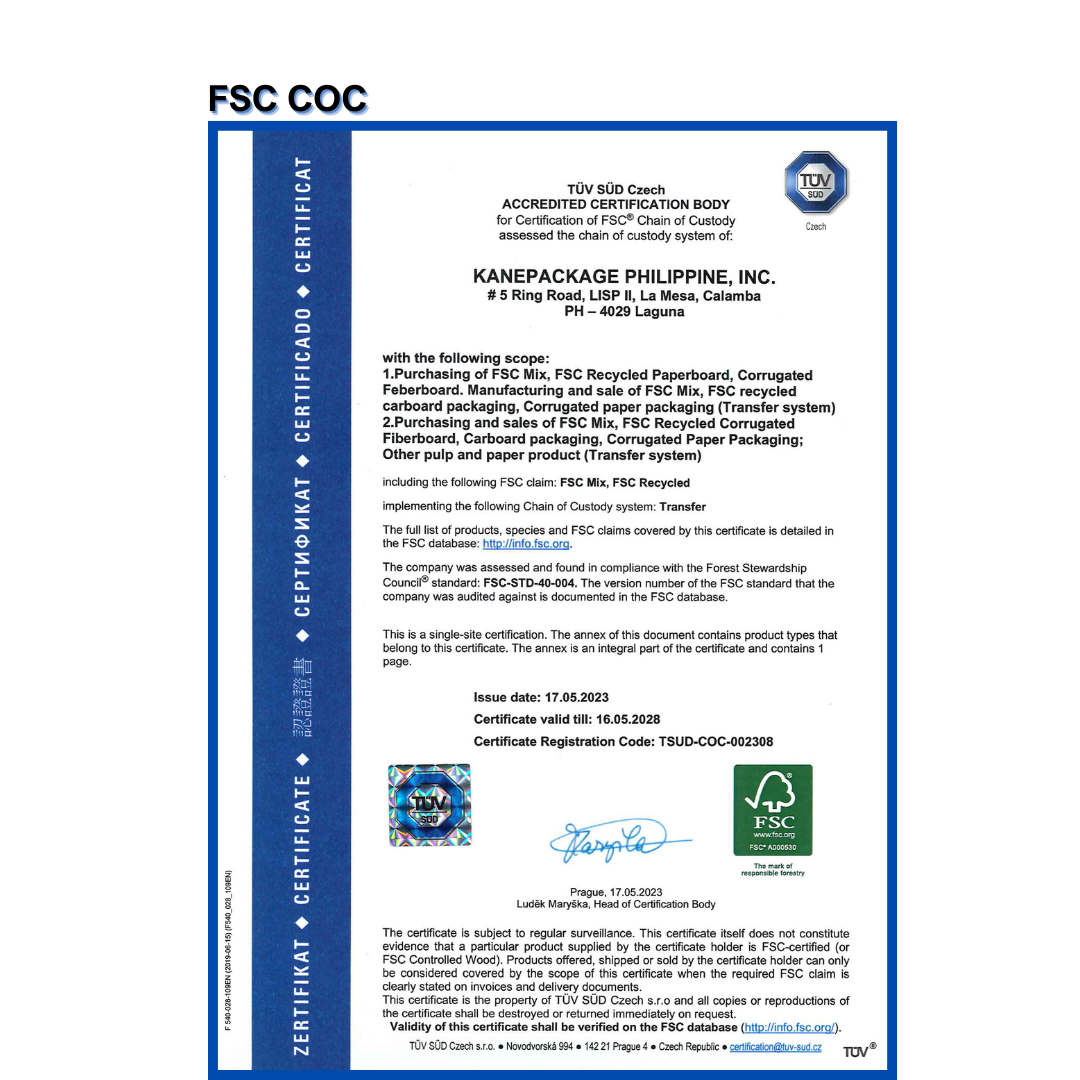 FSC COC
ZERTIFIKAT ◆ CERTIFICATE ◆ 認證證書 ◆ СЕРТИФИКАТ ◆ CERTIFICADO ◆ CERTIFICAT
F 540-028-109EN (2019-06-15) (F540_028_109EN)
TÜV
SÜD
Czech
TÜV SÜD Czech
ACCREDITED CERTIFICATION BODY
for Certification of FSC® Chain of Custody
assessed the chain of custody system of:
KANEPACKAGE PHILIPPINE, INC.
# 5 Ring Road, LISP II, La Mesa, Calamba
PH – 4029 Laguna
with the following scope:
1.Purchasing of FSC Mix, FSC Recycled Paperboard, Corrugated
Feberboard. Manufacturing and sale of FSC Mix, FSC recycled
carboard packaging, Corrugated paper packaging (Transfer system)
2.Purchasing and sales of FSC Mix, FSC Recycled Corrugated
Fiberboard, Carboard packaging, Corrugated Paper Packaging;
Other pulp and paper product (Transfer system)
including the following FSC claim: FSC Mix, FSC Recycled
implementing the following Chain of Custody system: Transfer
The full list of products, species and FSC claims covered by this certificate is detailed in
the FSC database: http://info.fsc.org.
The company was assessed and found in compliance with the Forest Stewardship
Council® standard: FSC-STD-40-004. The version number of the FSC standard that the
company was audited against is documented in the FSC database.
This is a single-site certification. The annex of this document contains product types that
belong to this certificate. The annex is an integral part of the certificate and contains 1
page.
Issue date: 17.05.2023
Certificate valid till: 16.05.2028
Certificate Registration Code: TSUD-COC-002308
TÜV
SÜD
FSC
www.fsc.org
FSC® A000530
The mark of
responsible forestry
Prague, 17.05.2023
Luděk Maryška, Head of Certification Body
The certificate is subject to regular surveillance. This certificate itself does not constitute
evidence that a particular product supplied by the certificate holder is FSC-certified (or
FSC Controlled Wood). Products offered, shipped or sold by the certificate holder can only
be considered covered by the scope of this certificate when the required FSC claim is
clearly stated on invoices and delivery documents.
This certificate is the property of TÜV SÜD Czech s.r.o and all copies or reproductions of
the certificate shall be destroyed or returned immediately on request.
Validity of this certificate shall be verified on the FSC database (http://info.fsc.org/).
TÜV SÜD Czech s.r.o. ● Novodvorská 994 ● 142 21 Prague 4 ● Czech Republic ● certification@tuv-sud.cz
TÜV®